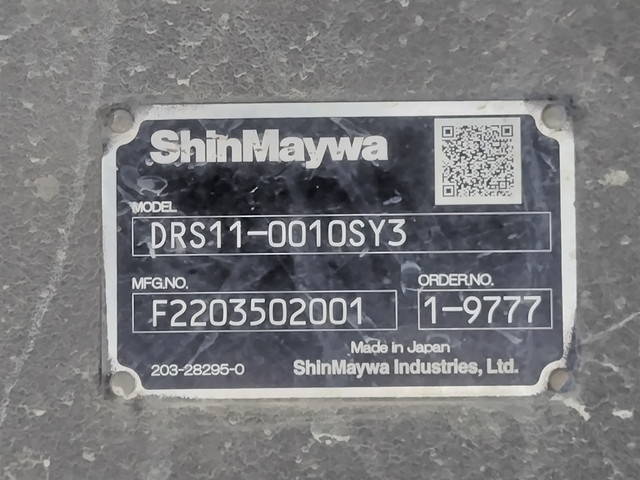 ShinMaywa
MODEL
DRS11-0010SY3
MFG.NO.
F2203502001
ORDER.NO.
1-9777
Made in Japan
203-28295-0
ShinMaywa Industries, Ltd.